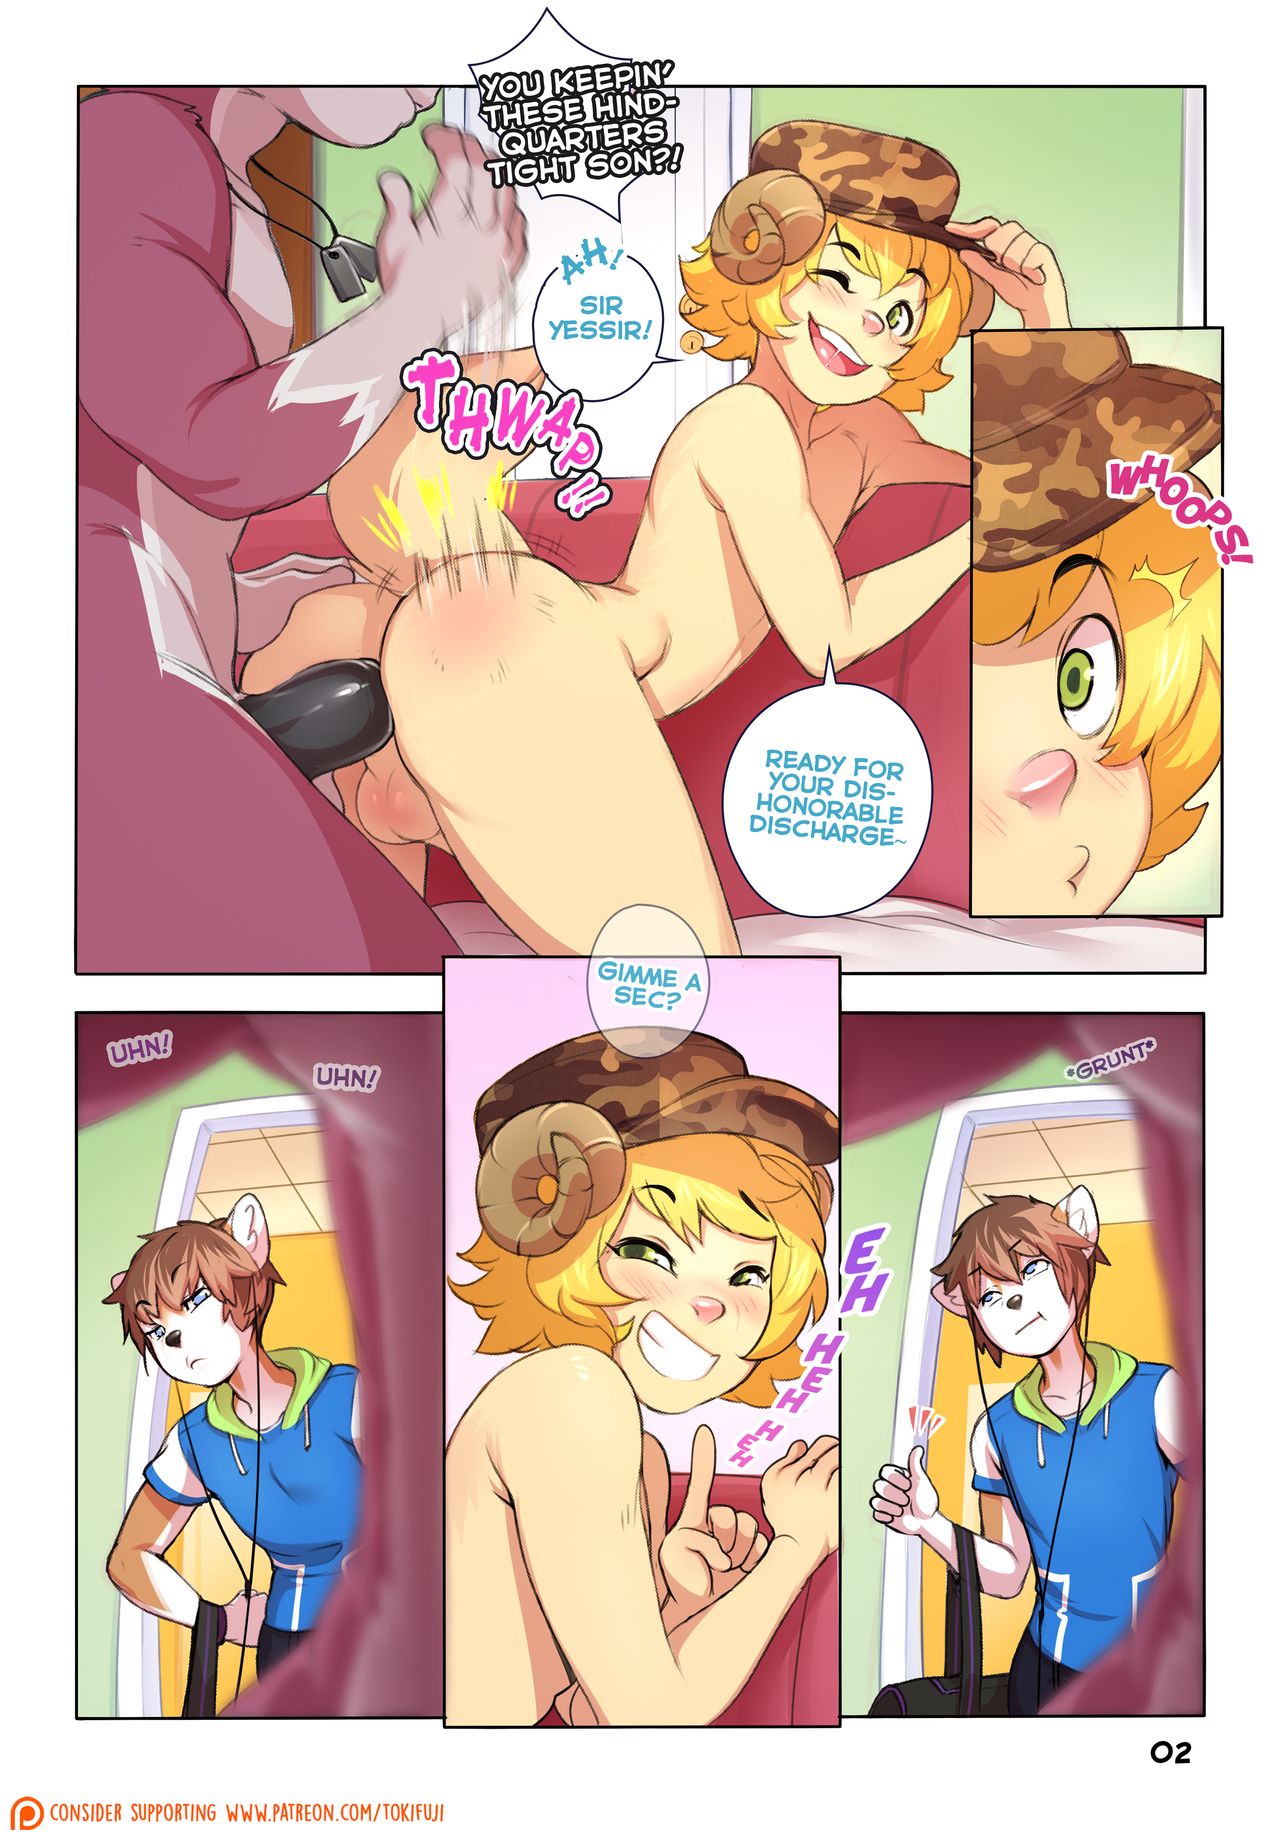 YOU KEEPIN'
THESE HIND-
QUARTERS
TIGHT SON?!
AH!
SIR
YESSIR!
THWAP!!
WHOOPS!
READY FOR
YOUR DIS-
HONORABLE
DISCHARGE~
GIMME A
SEC?
UHN!
UHN!
EH
HEH
HEH
HEH
*GRUNT*
02
CONSIDER SUPPORTING WWW.PATREON.COM/TOKIFUJI